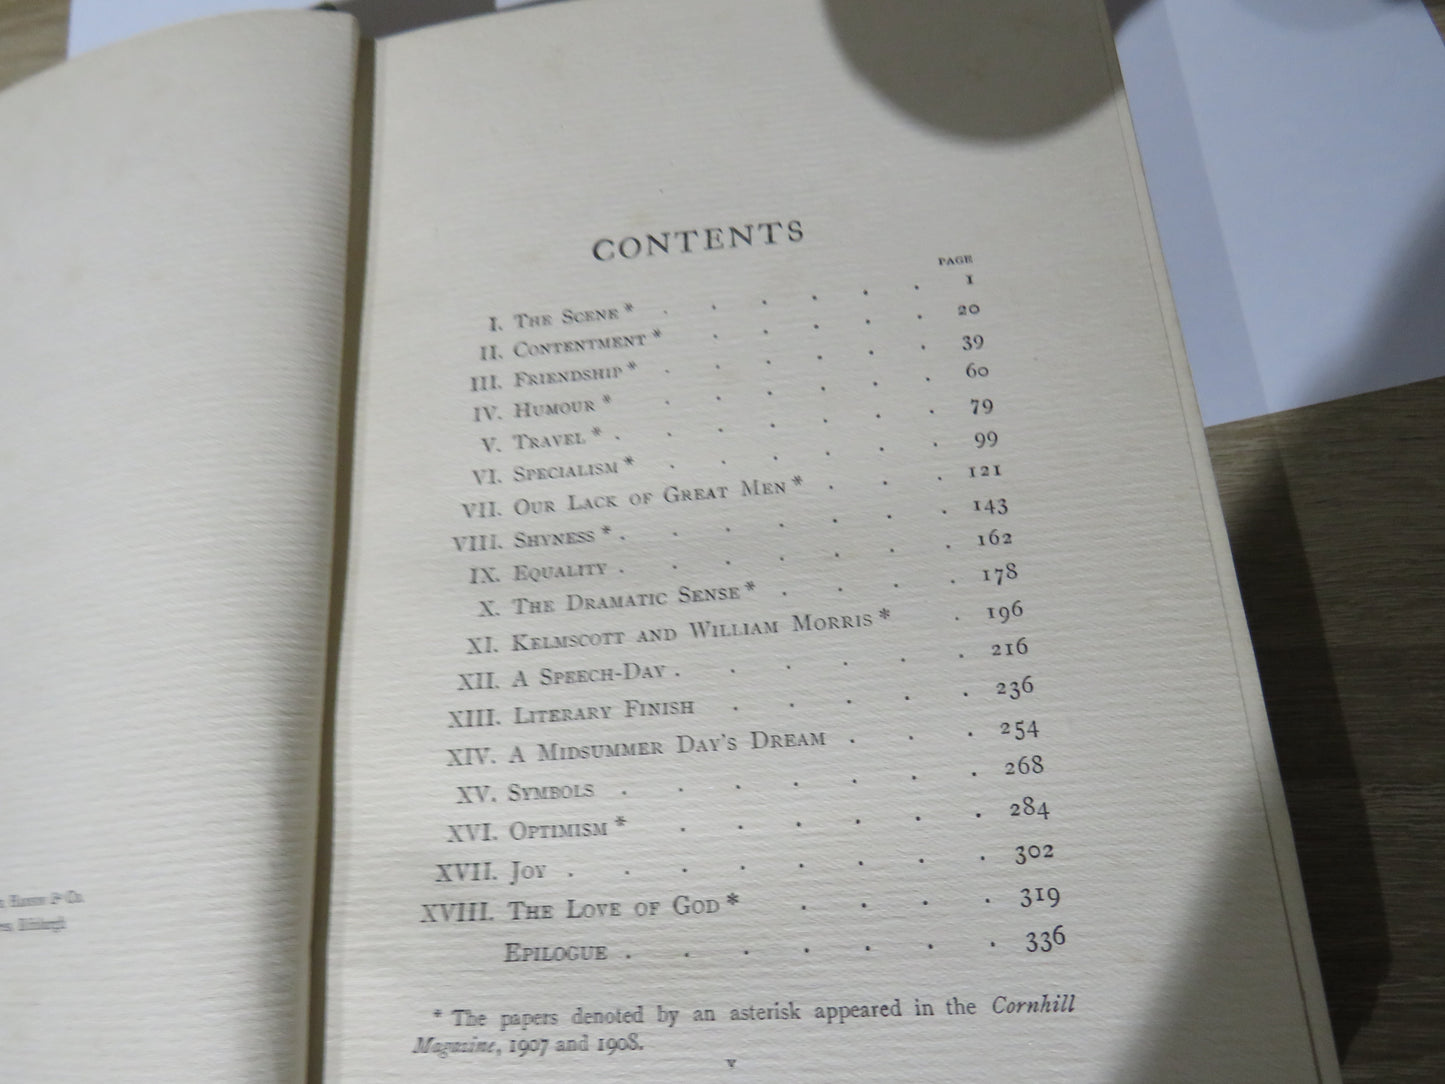 CONTENTS
PAGE
I. THE SCENE * . . . . . . 1
II. CONTENTMENT * . . . . . 20
III. FRIENDSHIP * . . . . . . 39
IV. HUMOUR * . . . . . . 60
V. TRAVEL * . . . . . . . 79
VI. SPECIALISM * . . . . . . 99
VII. OUR LACK OF GREAT MEN * . . . 121
VIII. SHYNESS * . . . . . . . 143
IX. EQUALITY . . . . . . . 162
X. THE DRAMATIC SENSE * . . . . 178
XI. KELMSCOTT AND WILLIAM MORRIS * . 196
XII. A SPEECH-DAY . . . . . . 216
XIII. LITERARY FINISH . . . . . 236
XIV. A MIDSUMMER DAY'S DREAM . . . 254
XV. SYMBOLS . . . . . . . 268
XVI. OPTIMISM * . . . . . . 284
XVII. JOY . . . . . . . . 302
XVIII. THE LOVE OF GOD * . . . . 319
EPILOGUE . . . . . . . 336
* The papers denoted by an asterisk appeared in the Cornhill
Magazine, 1907 and 1908.
v
& Co.